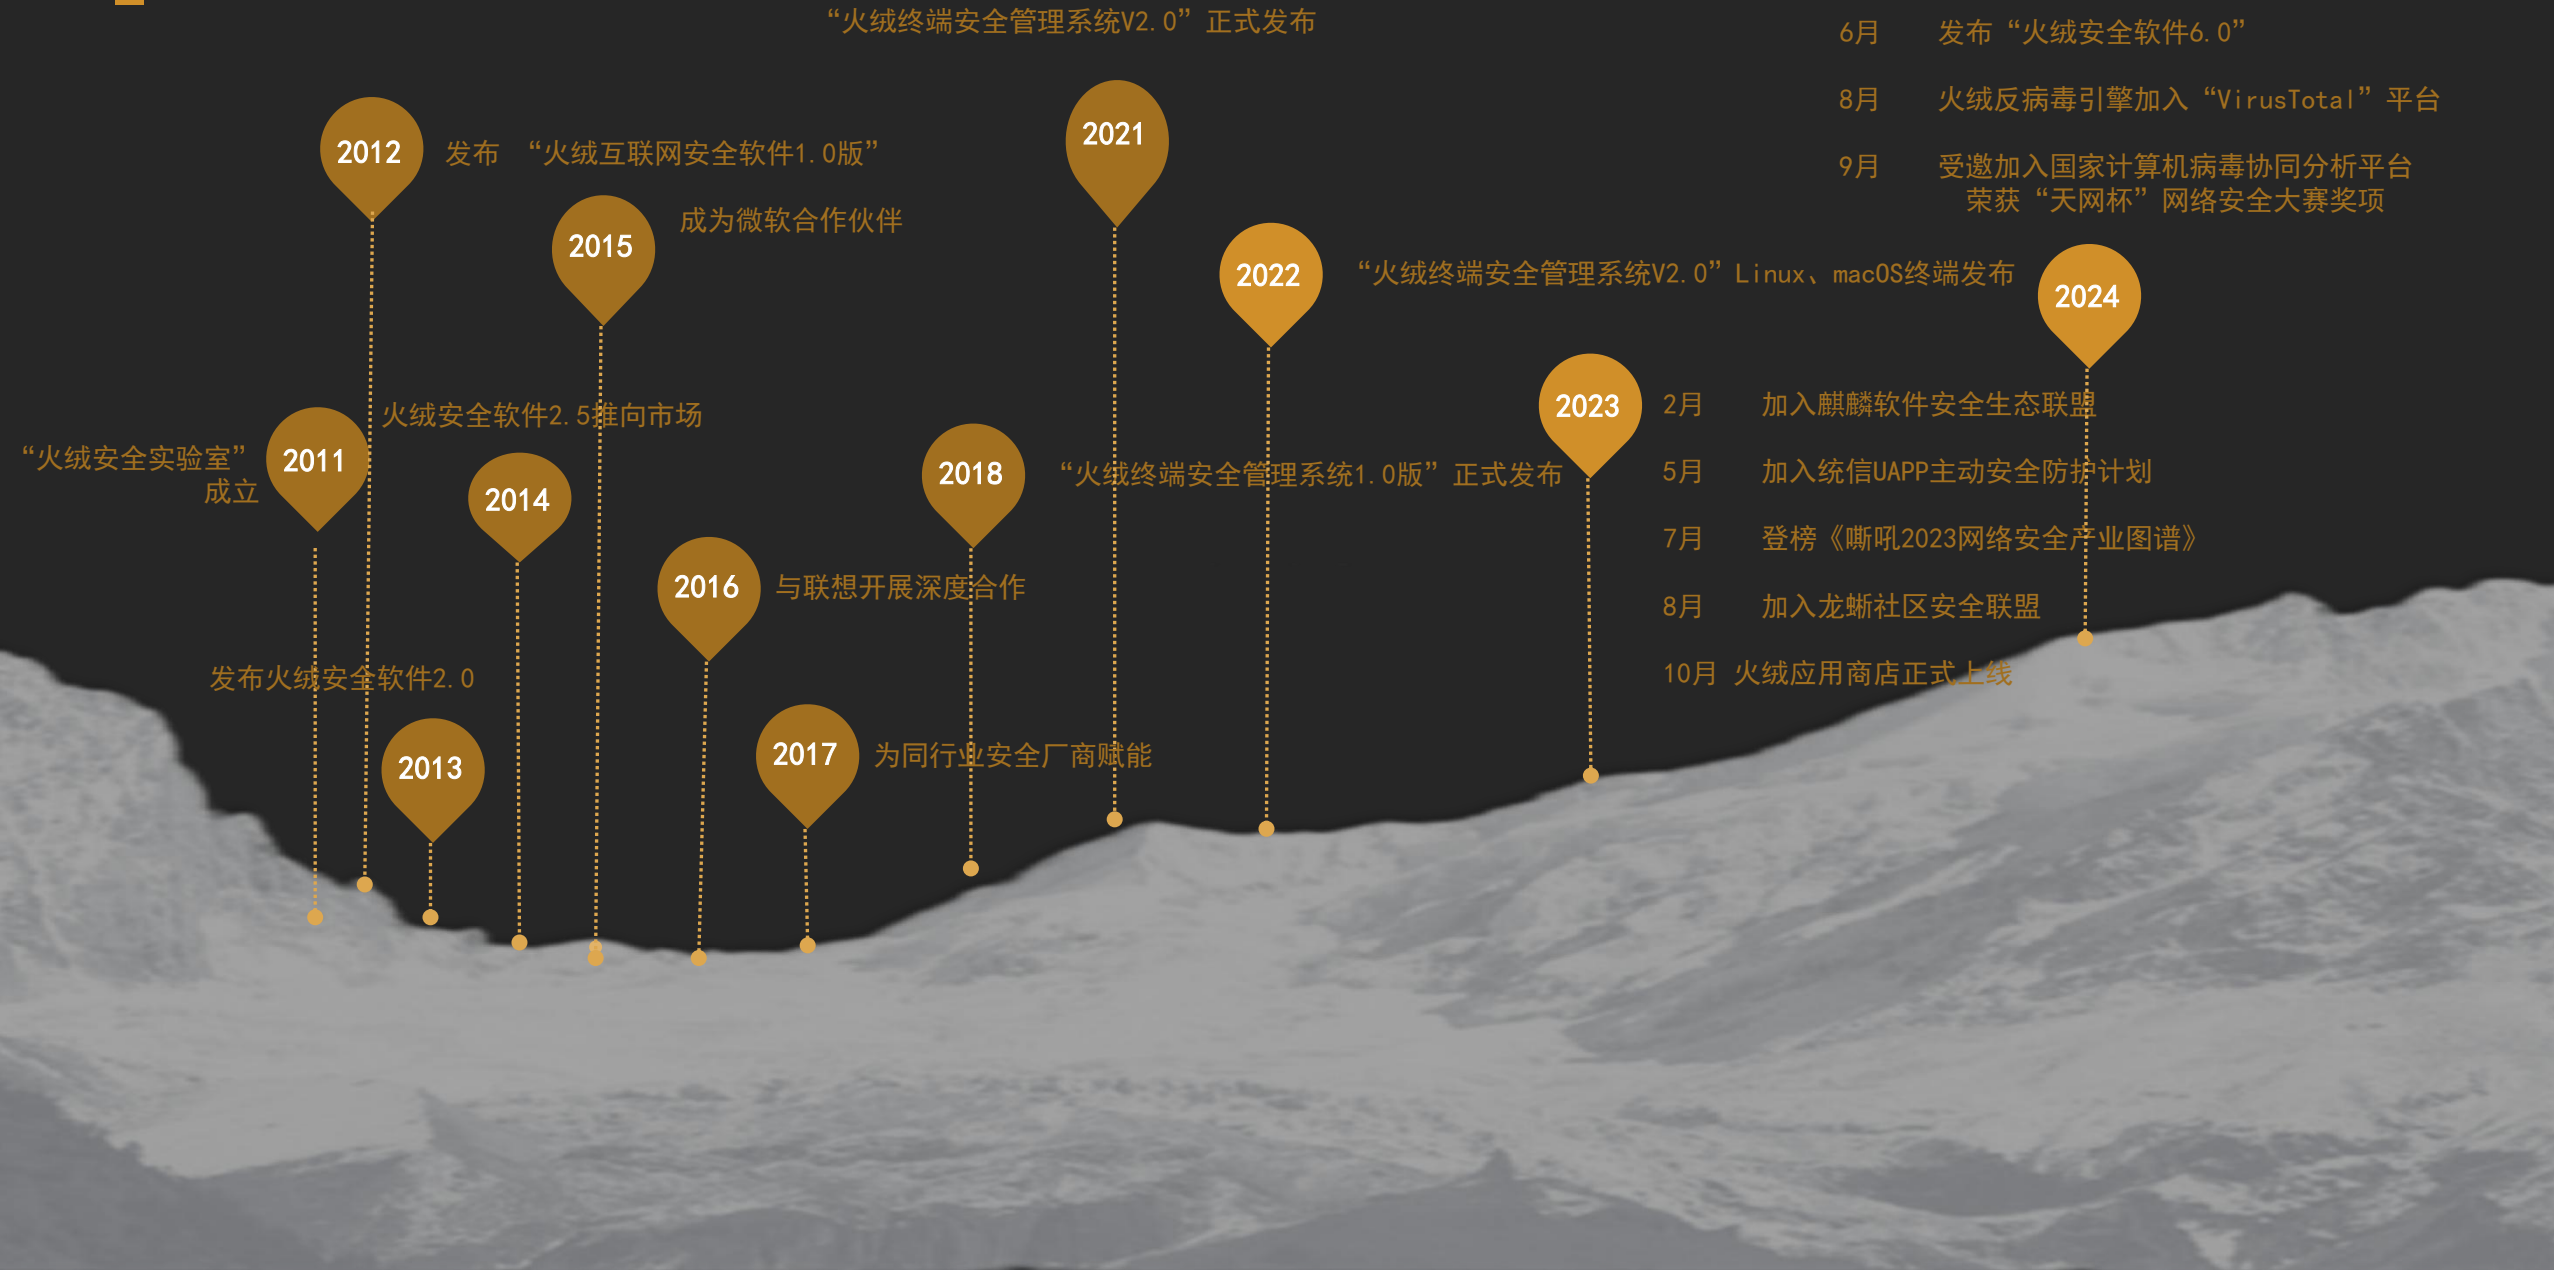 “火绒安全实验室”
成立
2011
2012
发布 “火绒互联网安全软件1.0版”
发布火绒安全软件2.0
2013
火绒安全软件2.5推向市场
2014
2015
成为微软合作伙伴
2016
与联想开展深度合作
2017
为同行业安全厂商赋能
2018
“火绒终端安全管理系统1.0版”正式发布
“火绒终端安全管理系统V2.0”正式发布
2021
2022
“火绒终端安全管理系统V2.0”Linux、macOS终端发布
2023
2月 加入麒麟软件安全生态联盟
5月 加入统信UAPP主动安全防护计划
7月 登榜《嘶吼2023网络安全产业图谱》
8月 加入龙蜥社区安全联盟
10月 火绒应用商店正式上线
6月 发布“火绒安全软件6.0”
8月 火绒反病毒引擎加入“VirusTotal”平台
9月 受邀加入国家计算机病毒协同分析平台
荣获“天网杯”网络安全大赛奖项
2024